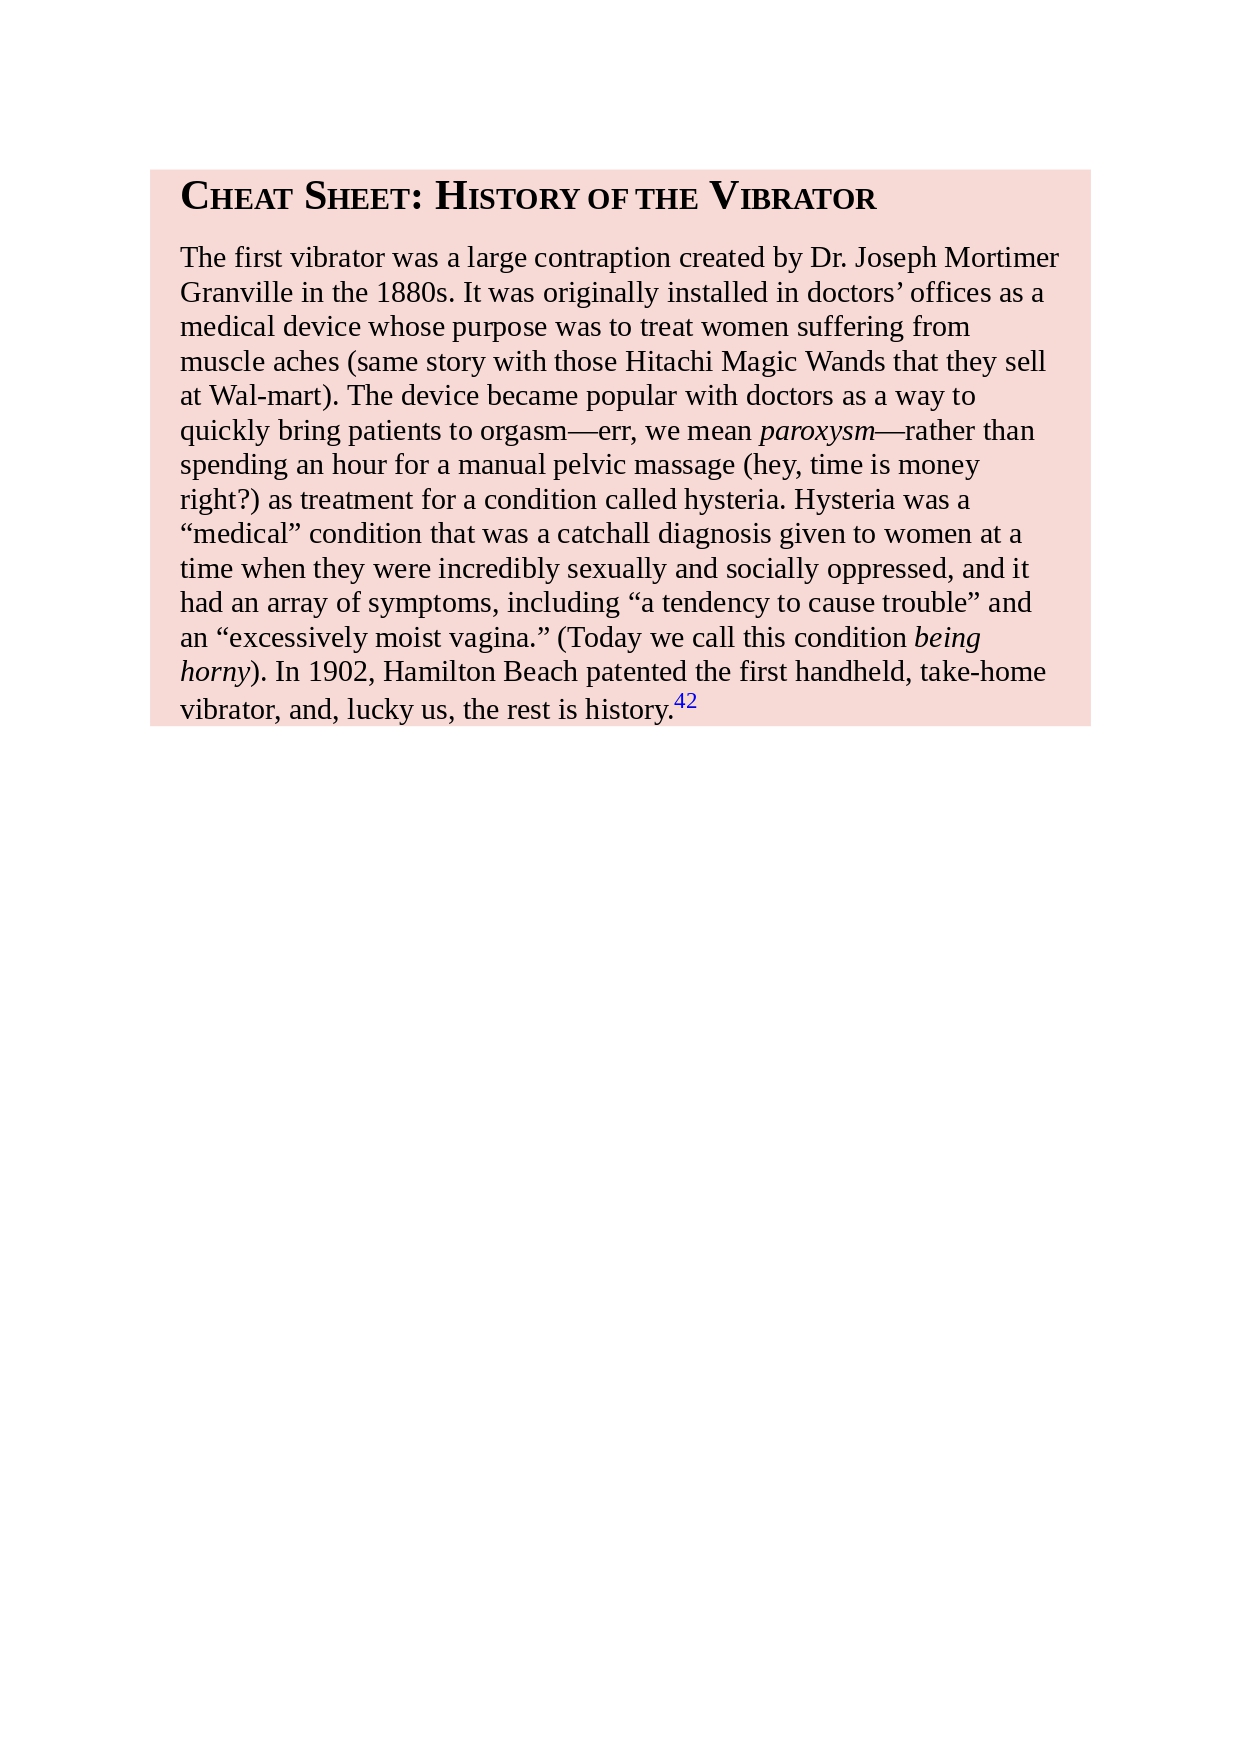 CHEAT SHEET: HISTORY OF THE VIBRATOR
The first vibrator was a large contraption created by Dr. Joseph Mortimer
Granville in the 1880s. It was originally installed in doctors’ offices as a
medical device whose purpose was to treat women suffering from
muscle aches (same story with those Hitachi Magic Wands that they sell
at Wal-mart). The device became popular with doctors as a way to
quickly bring patients to orgasm—err, we mean paroxysm—rather than
spending an hour for a manual pelvic massage (hey, time is money
right?) as treatment for a condition called hysteria. Hysteria was a
“medical” condition that was a catchall diagnosis given to women at a
time when they were incredibly sexually and socially oppressed, and it
had an array of symptoms, including “a tendency to cause trouble” and
an “excessively moist vagina.” (Today we call this condition being
horny). In 1902, Hamilton Beach patented the first handheld, take-home
vibrator, and, lucky us, the rest is history.42